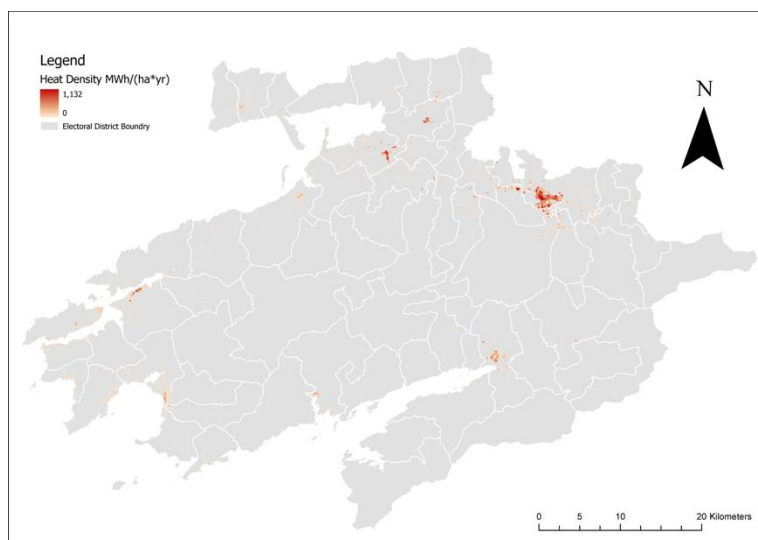 Legend
Heat Density MWh/(ha*yr)
1,132
0
Electoral District Boundry
N
0 5 10 20 Kilometers